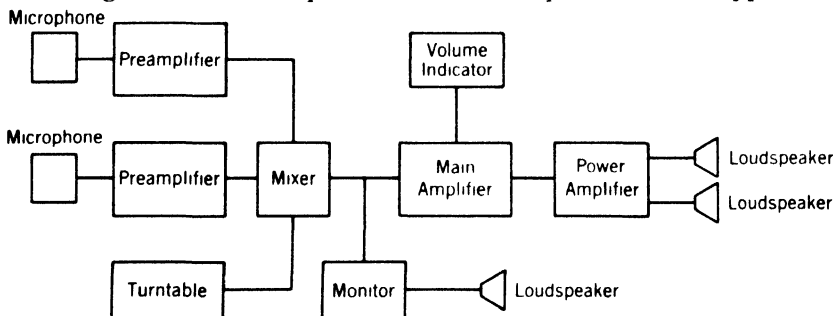 Microphone
Preamplifier
Volume
Indicator
Microphone
Preamplifier
Mixer
Main
Amplifier
Power
Amplifier
Loudspeaker
Loudspeaker
Turntable
Monitor
Loudspeaker